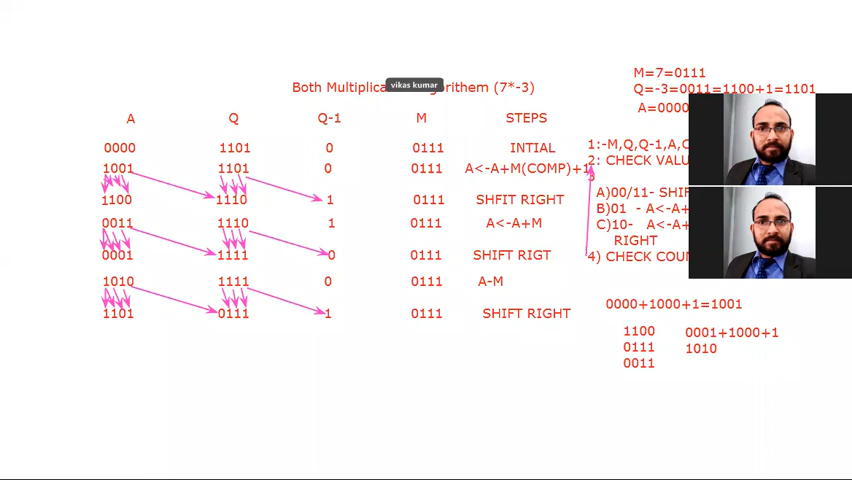 M=7=0111
Both Multiplica vikas kumar gorithem (7*-3)
Q=-3=0011=1100+1=1101
A=0000
A Q Q-1 M STEPS
0000 1101 0 0111 INTIAL
1:-M,Q,Q-1,A,C
1001 1101 0 0111 A<-A+M(COMP)+1
2: CHECK VALU
3
1100 1110 1 0111 SHFIT RIGHT
A)00/11- SHIF
B)01 - A<-A+
0011 1110 1 0111 A<-A+M
C)10- A<-A+
RIGHT
0001 1111 0 0111 SHIFT RIGT
4) CHECK COUN
1010 1111 0 0111 A-M
1101 0111 1 0111 SHIFT RIGHT
0000+1000+1=1001
1100 0001+1000+1
0111 1010
0011